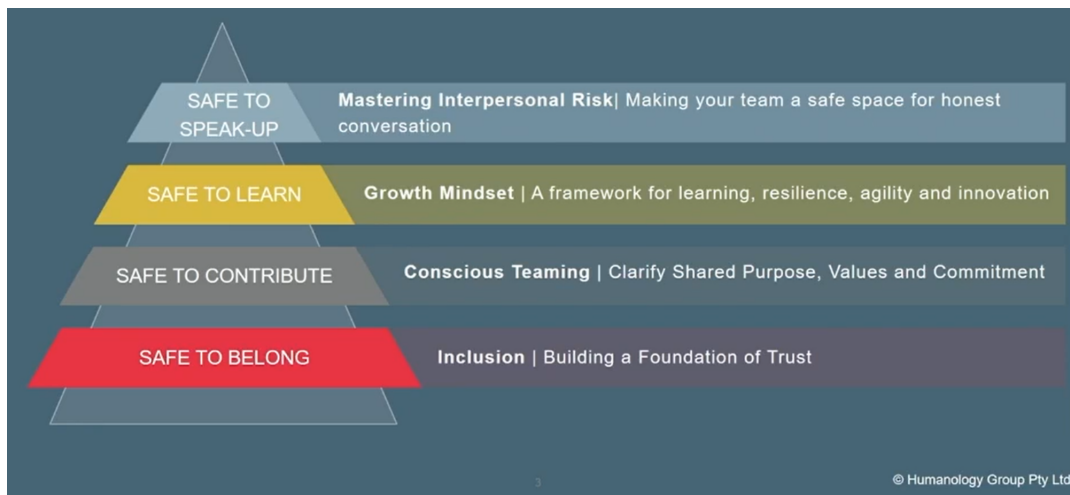 SAFE TO
SPEAK-UP
Mastering Interpersonal Risk| Making your team a safe space for honest
conversation
SAFE TO LEARN
Growth Mindset | A framework for learning, resilience, agility and innovation
SAFE TO CONTRIBUTE
Conscious Teaming | Clarify Shared Purpose, Values and Commitment
SAFE TO BELONG
Inclusion | Building a Foundation of Trust
3
© Humanology Group Pty Ltd